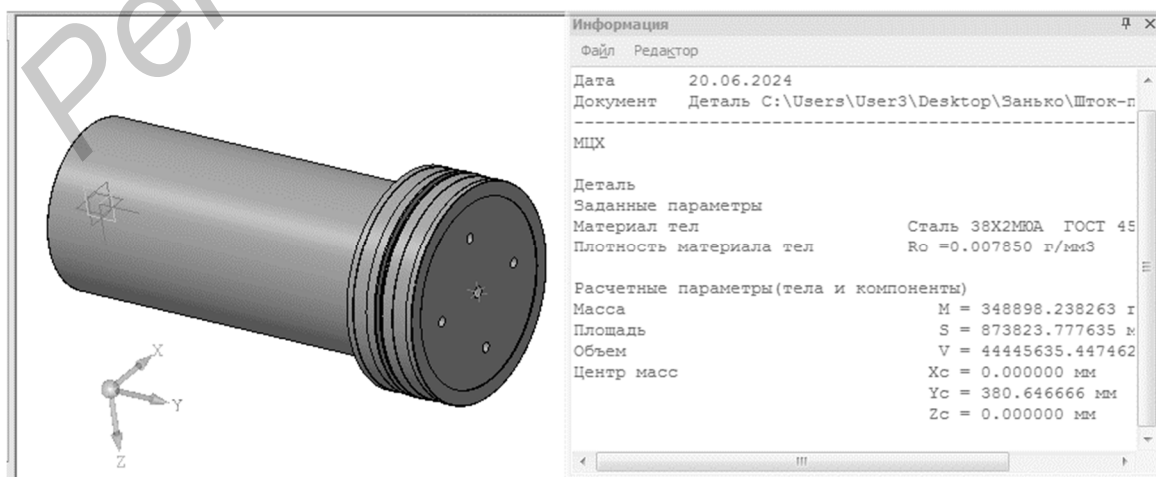 Информация
Файл Редактор
Дата 20.06.2024
Документ Деталь C:\Users\User3\Desktop\Занько\Шток-п
МЦХ
Деталь
Заданные параметры
Материал тел Сталь 38Х2МЮА ГОСТ 45
Плотность материала тел Ro =0.007850 г/мм3
Расчетные параметры(тела и компоненты)
Масса M = 348898.238263 г
Площадь S = 873823.777635 м
Объем V = 44445635.447462
Центр масс Xc = 0.000000 мм
Yc = 380.646666 мм
Zc = 0.000000 мм
X
Y
Z